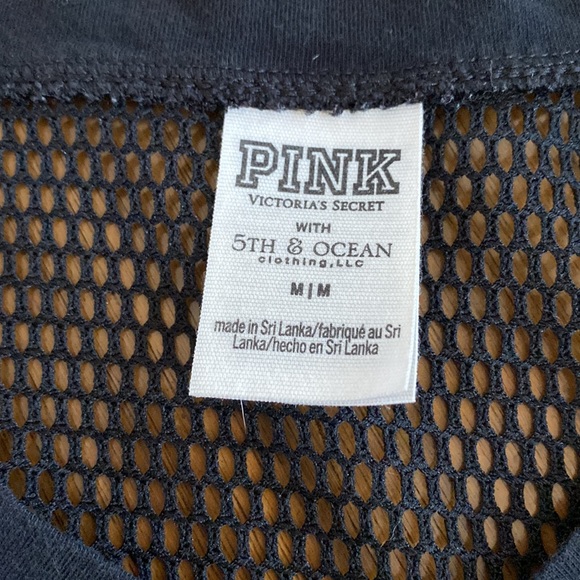 PINK
VICTORIA'S SECRET
WITH
5TH & OCEAN
clothing, LLC
M|M
made in Sri Lanka/fabriqué au Sri
Lanka/hecho en Sri Lanka